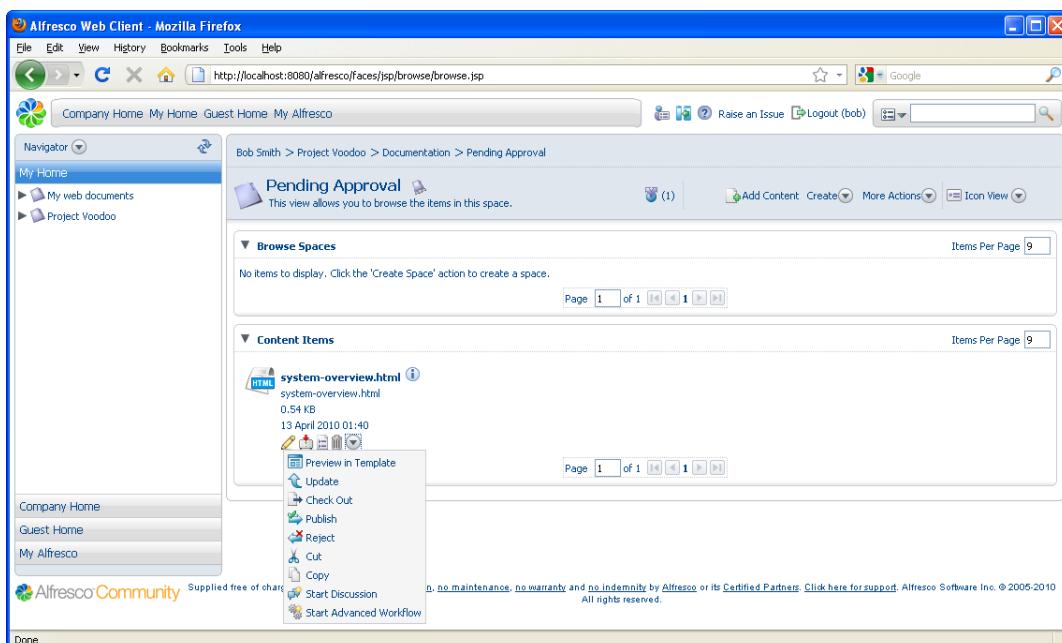 Alfresco Web Client - Mozilla Firefox
File Edit View History Bookmarks Tools Help
http://localhost:8080/alfresco/faces/jsp/browse/browse.jsp
Google
Company Home My Home Guest Home My Alfresco
Raise an Issue Logout (bob)
Navigator
My Home
My web documents
Project Voodoo
Company Home
Guest Home
My Alfresco
Bob Smith > Project Voodoo > Documentation > Pending Approval
Pending Approval
This view allows you to browse the items in this space.
(1)
Add Content Create More Actions Icon View
Browse Spaces
Items Per Page 9
No items to display. Click the 'Create Space' action to create a space.
Page 1 of 1 1
Content Items
Items Per Page 9
HTML
system-overview.html
system-overview.html
0.54 KB
13 April 2010 01:40
Preview in Template
Update
Check Out
Publish
Reject
Cut
Copy
Start Discussion
Start Advanced Workflow
Page 1 of 1 1
Alfresco Community
Supplied free of no maintenance, no warranty and no indemnity by Alfresco or its Certified Partners. Click here for support. Alfresco Software Inc. © 2005-2010
All rights reserved.
Done